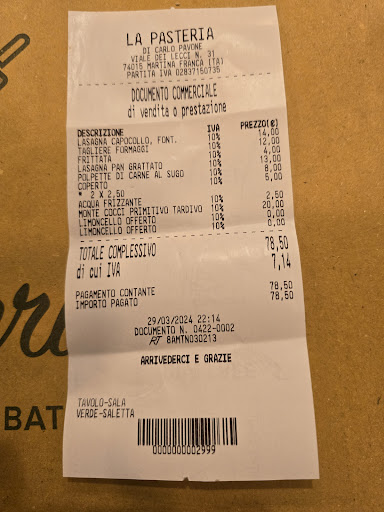 LA PASTERIA
DI CARLO PAVONE
VIALE DEI LECCI N. 31
74015 MARTINA FRANCA (TA)
PARTITA IVA 02837150735
DOCUMENTO COMMERCIALE
di vendita o prestazione
DESCRIZIONE IVA PREZZO(€)
LASAGNA CAPOCOLLO, FONT. 10% 14,00
TAGLIERE FORMAGGI 10% 12,00
FRITTATA 10% 4,00
LASAGNA PAN GRATTATO 10% 13,00
POLPETTE DI CARNE AL SUGO 10% 8,00
COPERTO 10% 5,00
* 2 X 2,50
ACQUA FRIZZANTE 10% 2,50
MONTE COCCI PRIMITIVO TARDIVO 10% 20,00
LIMONCELLO OFFERTO 10% 0,00
LIMONCELLO OFFERTO 10% 0,00
TOTALE COMPLESSIVO 78,50
di cui IVA 7,14
PAGAMENTO CONTANTE 78,50
IMPORTO PAGATO 78,50
29/03/2024 22:14
DOCUMENTO N. 0422-0002
RT 8AMTN030213
ARRIVEDERCI E GRAZIE
TAVOLO-SALA
VERDE-SALETTA
0000000002999
BAT